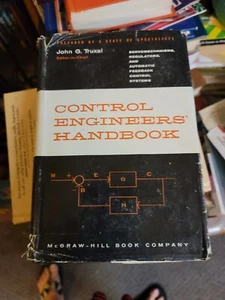 PREPARED BY A STAFF OF SPECIALISTS
John G. Truxal
Editor-in-Chief
SERVOMECHANISMS,
REGULATORS,
AND
AUTOMATIC
FEEDBACK
CONTROL
SYSTEMS
CONTROL
ENGINEERS'
HANDBOOK
R + E G C
B H
McGRAW-HILL BOOK COMPANY